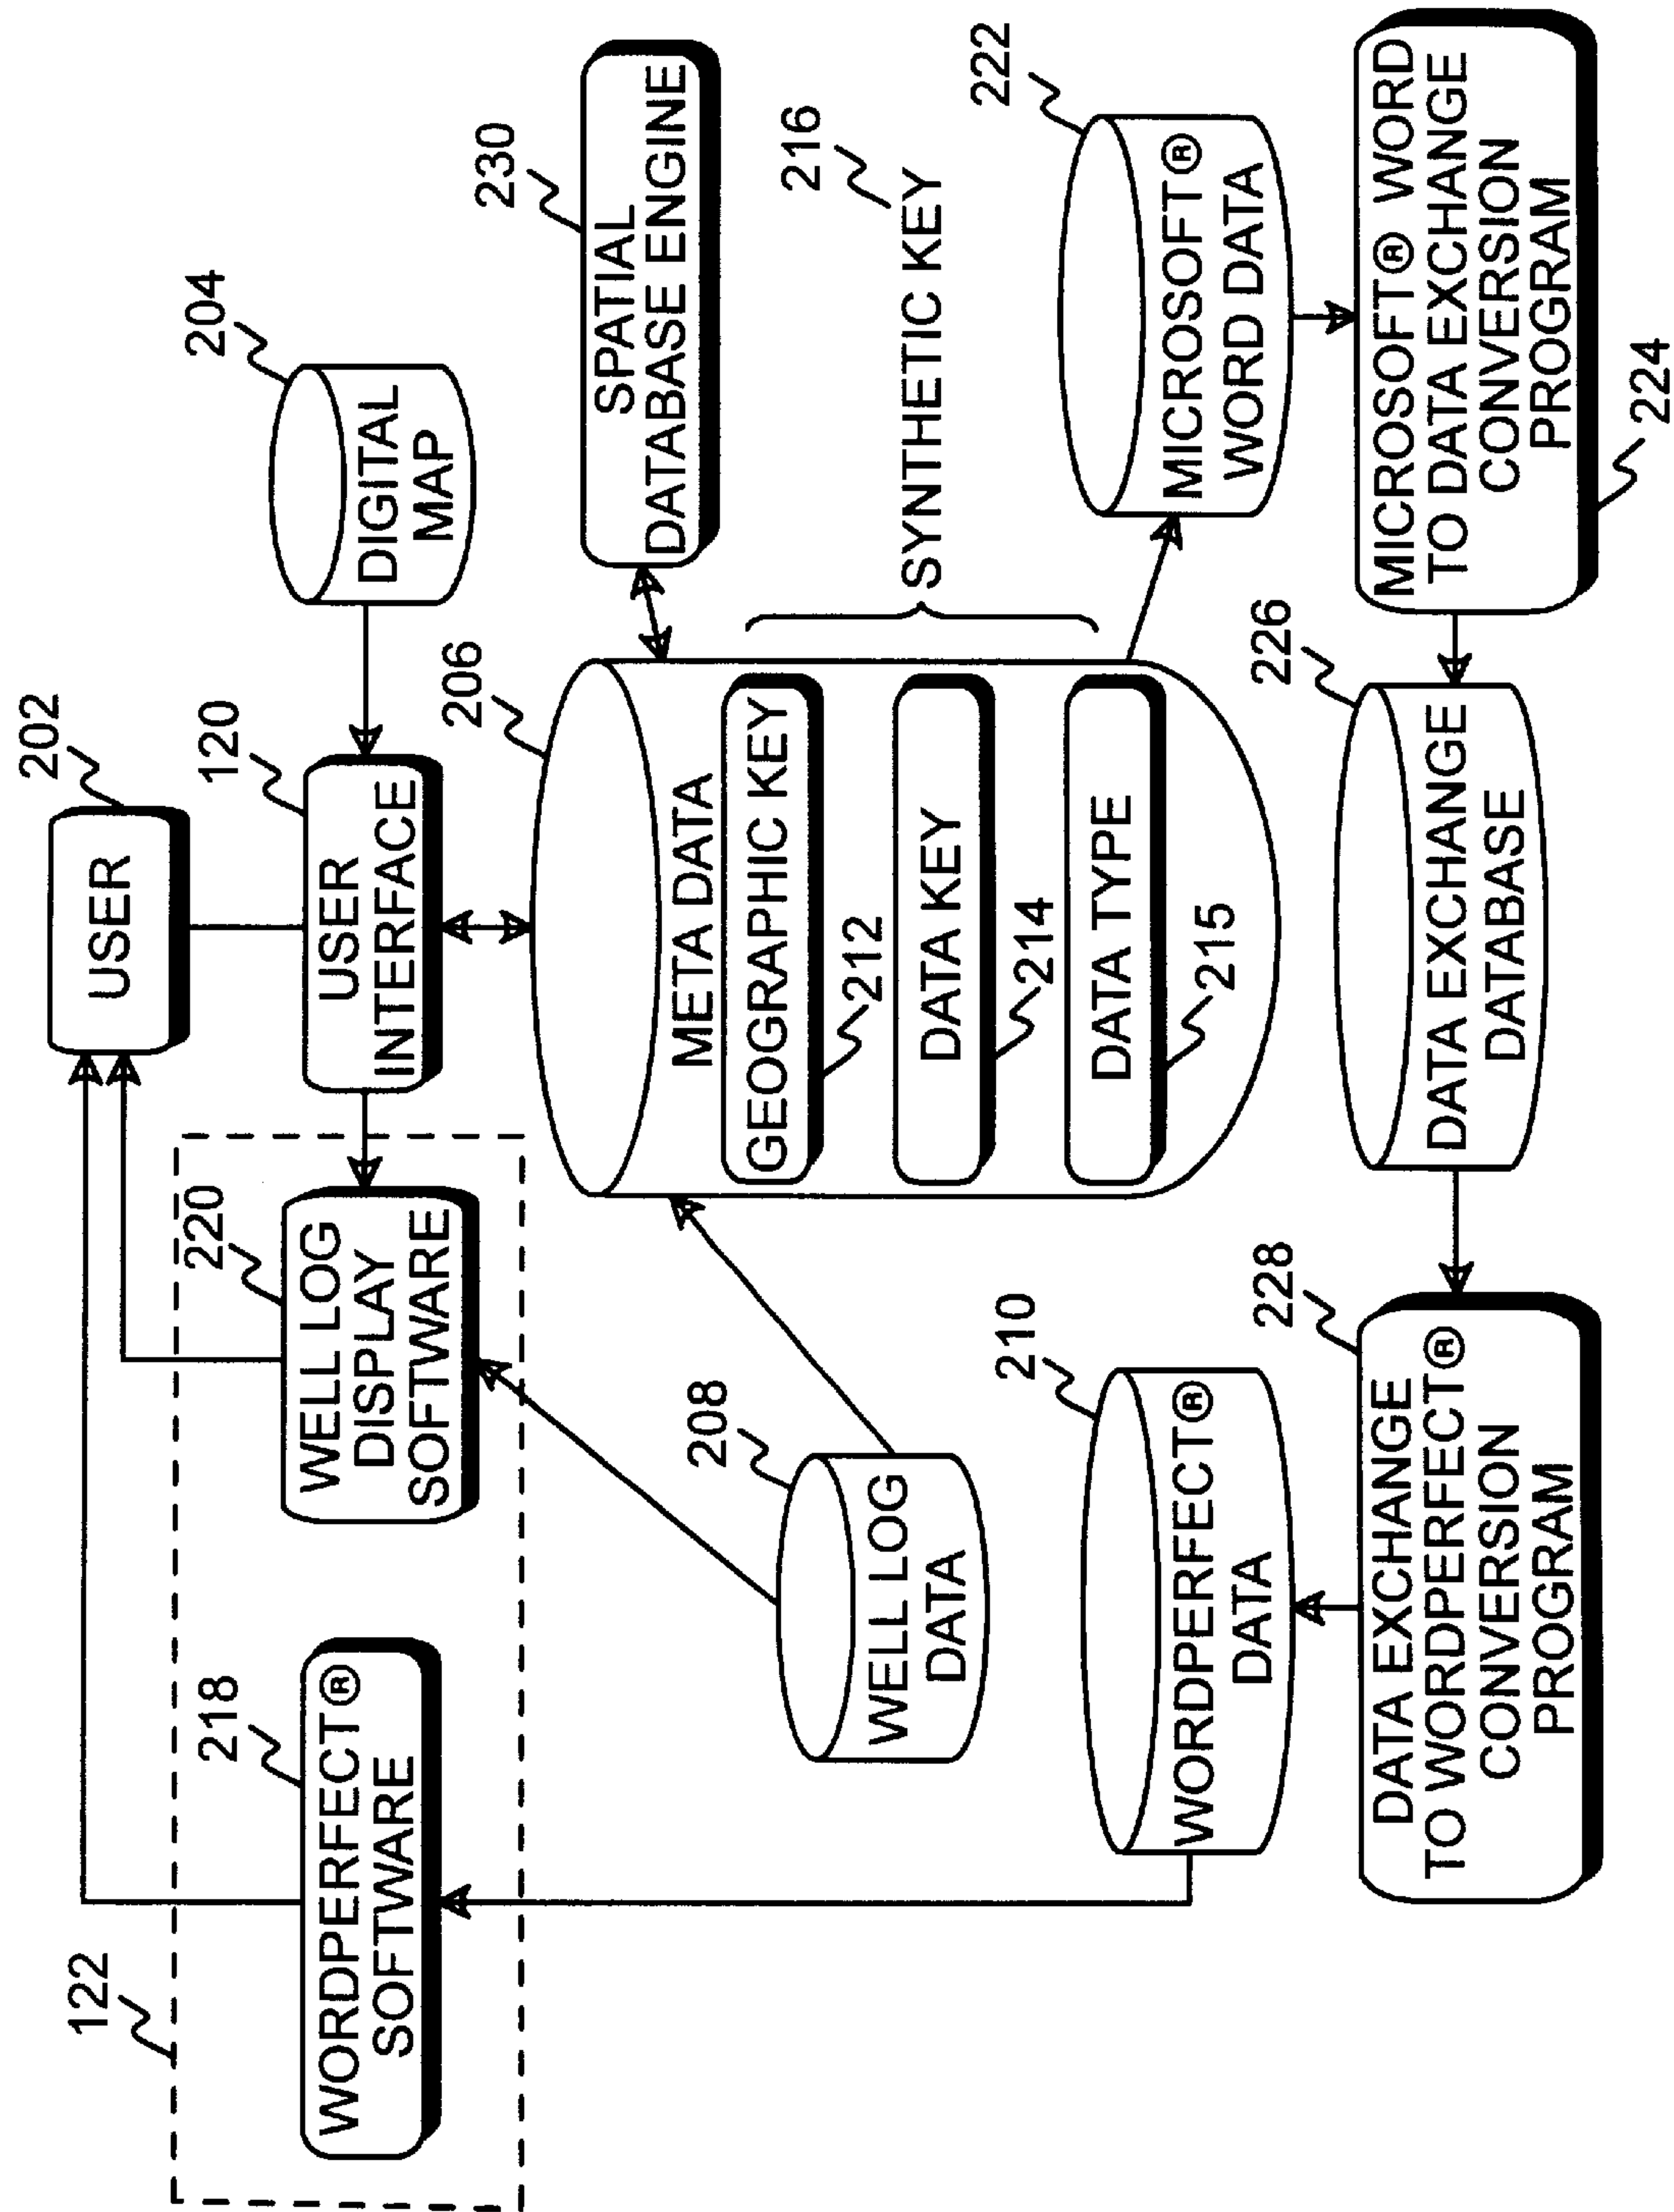 122
218
WORDPERFECT®
SOFTWARE
220
WELL LOG
DISPLAY
SOFTWARE
202
USER
120
USER
INTERFACE
204
DIGITAL
MAP
206
META DATA
GEOGRAPHIC KEY
212
DATA KEY
214
DATA TYPE
215
230
SPATIAL
DATABASE ENGINE
SYNTHETIC KEY
216
208
WELL LOG
DATA
210
WORDPERFECT®
DATA
222
MICROSOFT®
WORD DATA
228
DATA EXCHANGE
TO WORDPERFECT®
CONVERSION
PROGRAM
226
DATA EXCHANGE
DATABASE
MICROSOFT® WORD
TO DATA EXCHANGE
CONVERSION
PROGRAM
224